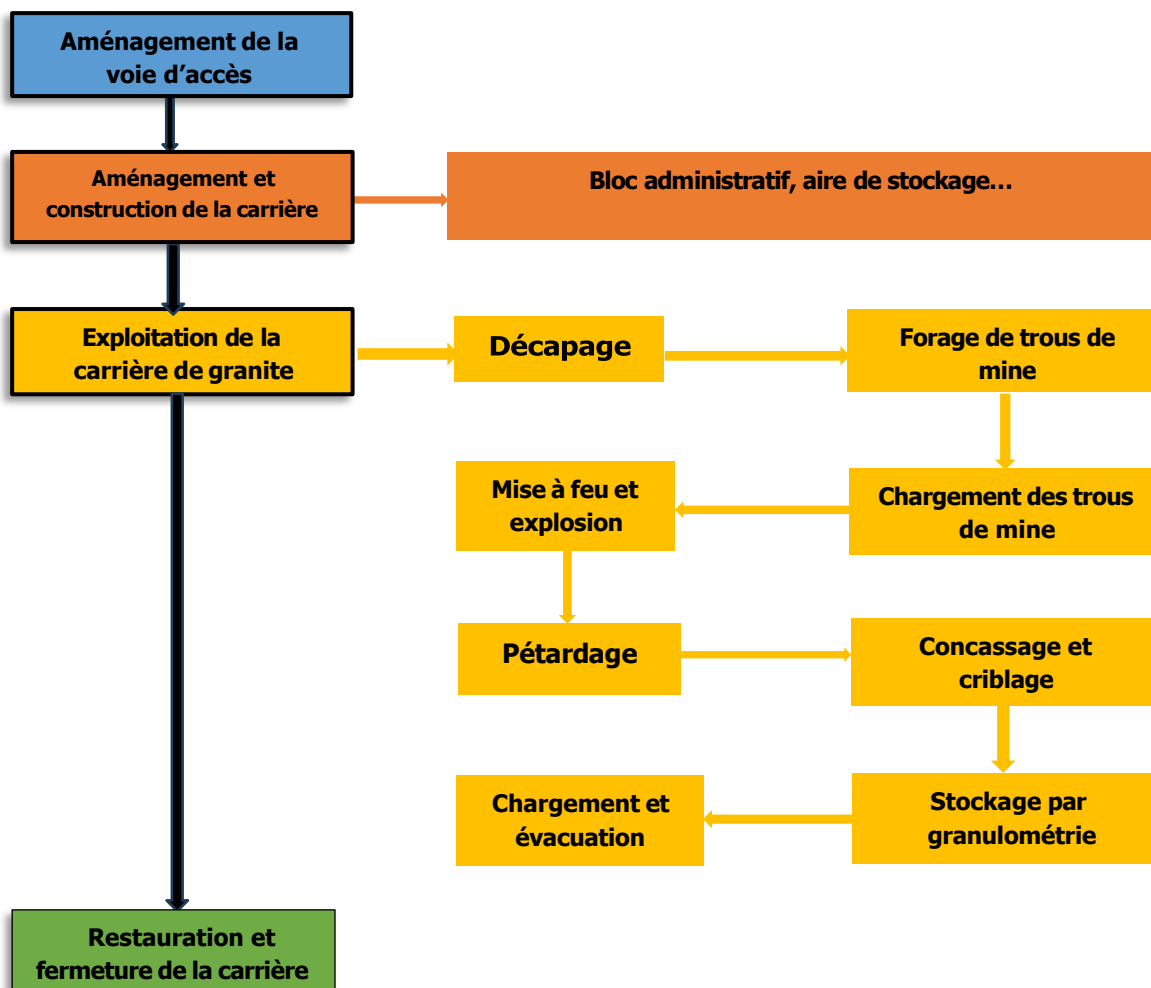 Aménagement de la
voie d’accès
Aménagement et
construction de la carrière
Bloc administratif, aire de stockage…
Exploitation de la
carrière de granite
Décapage
Forage de trous de
mine
Chargement des trous
de mine
Mise à feu et
explosion
Pétardage
Concassage et
criblage
Stockage par
granulométrie
Chargement et
évacuation
Restauration et
fermeture de la carrière